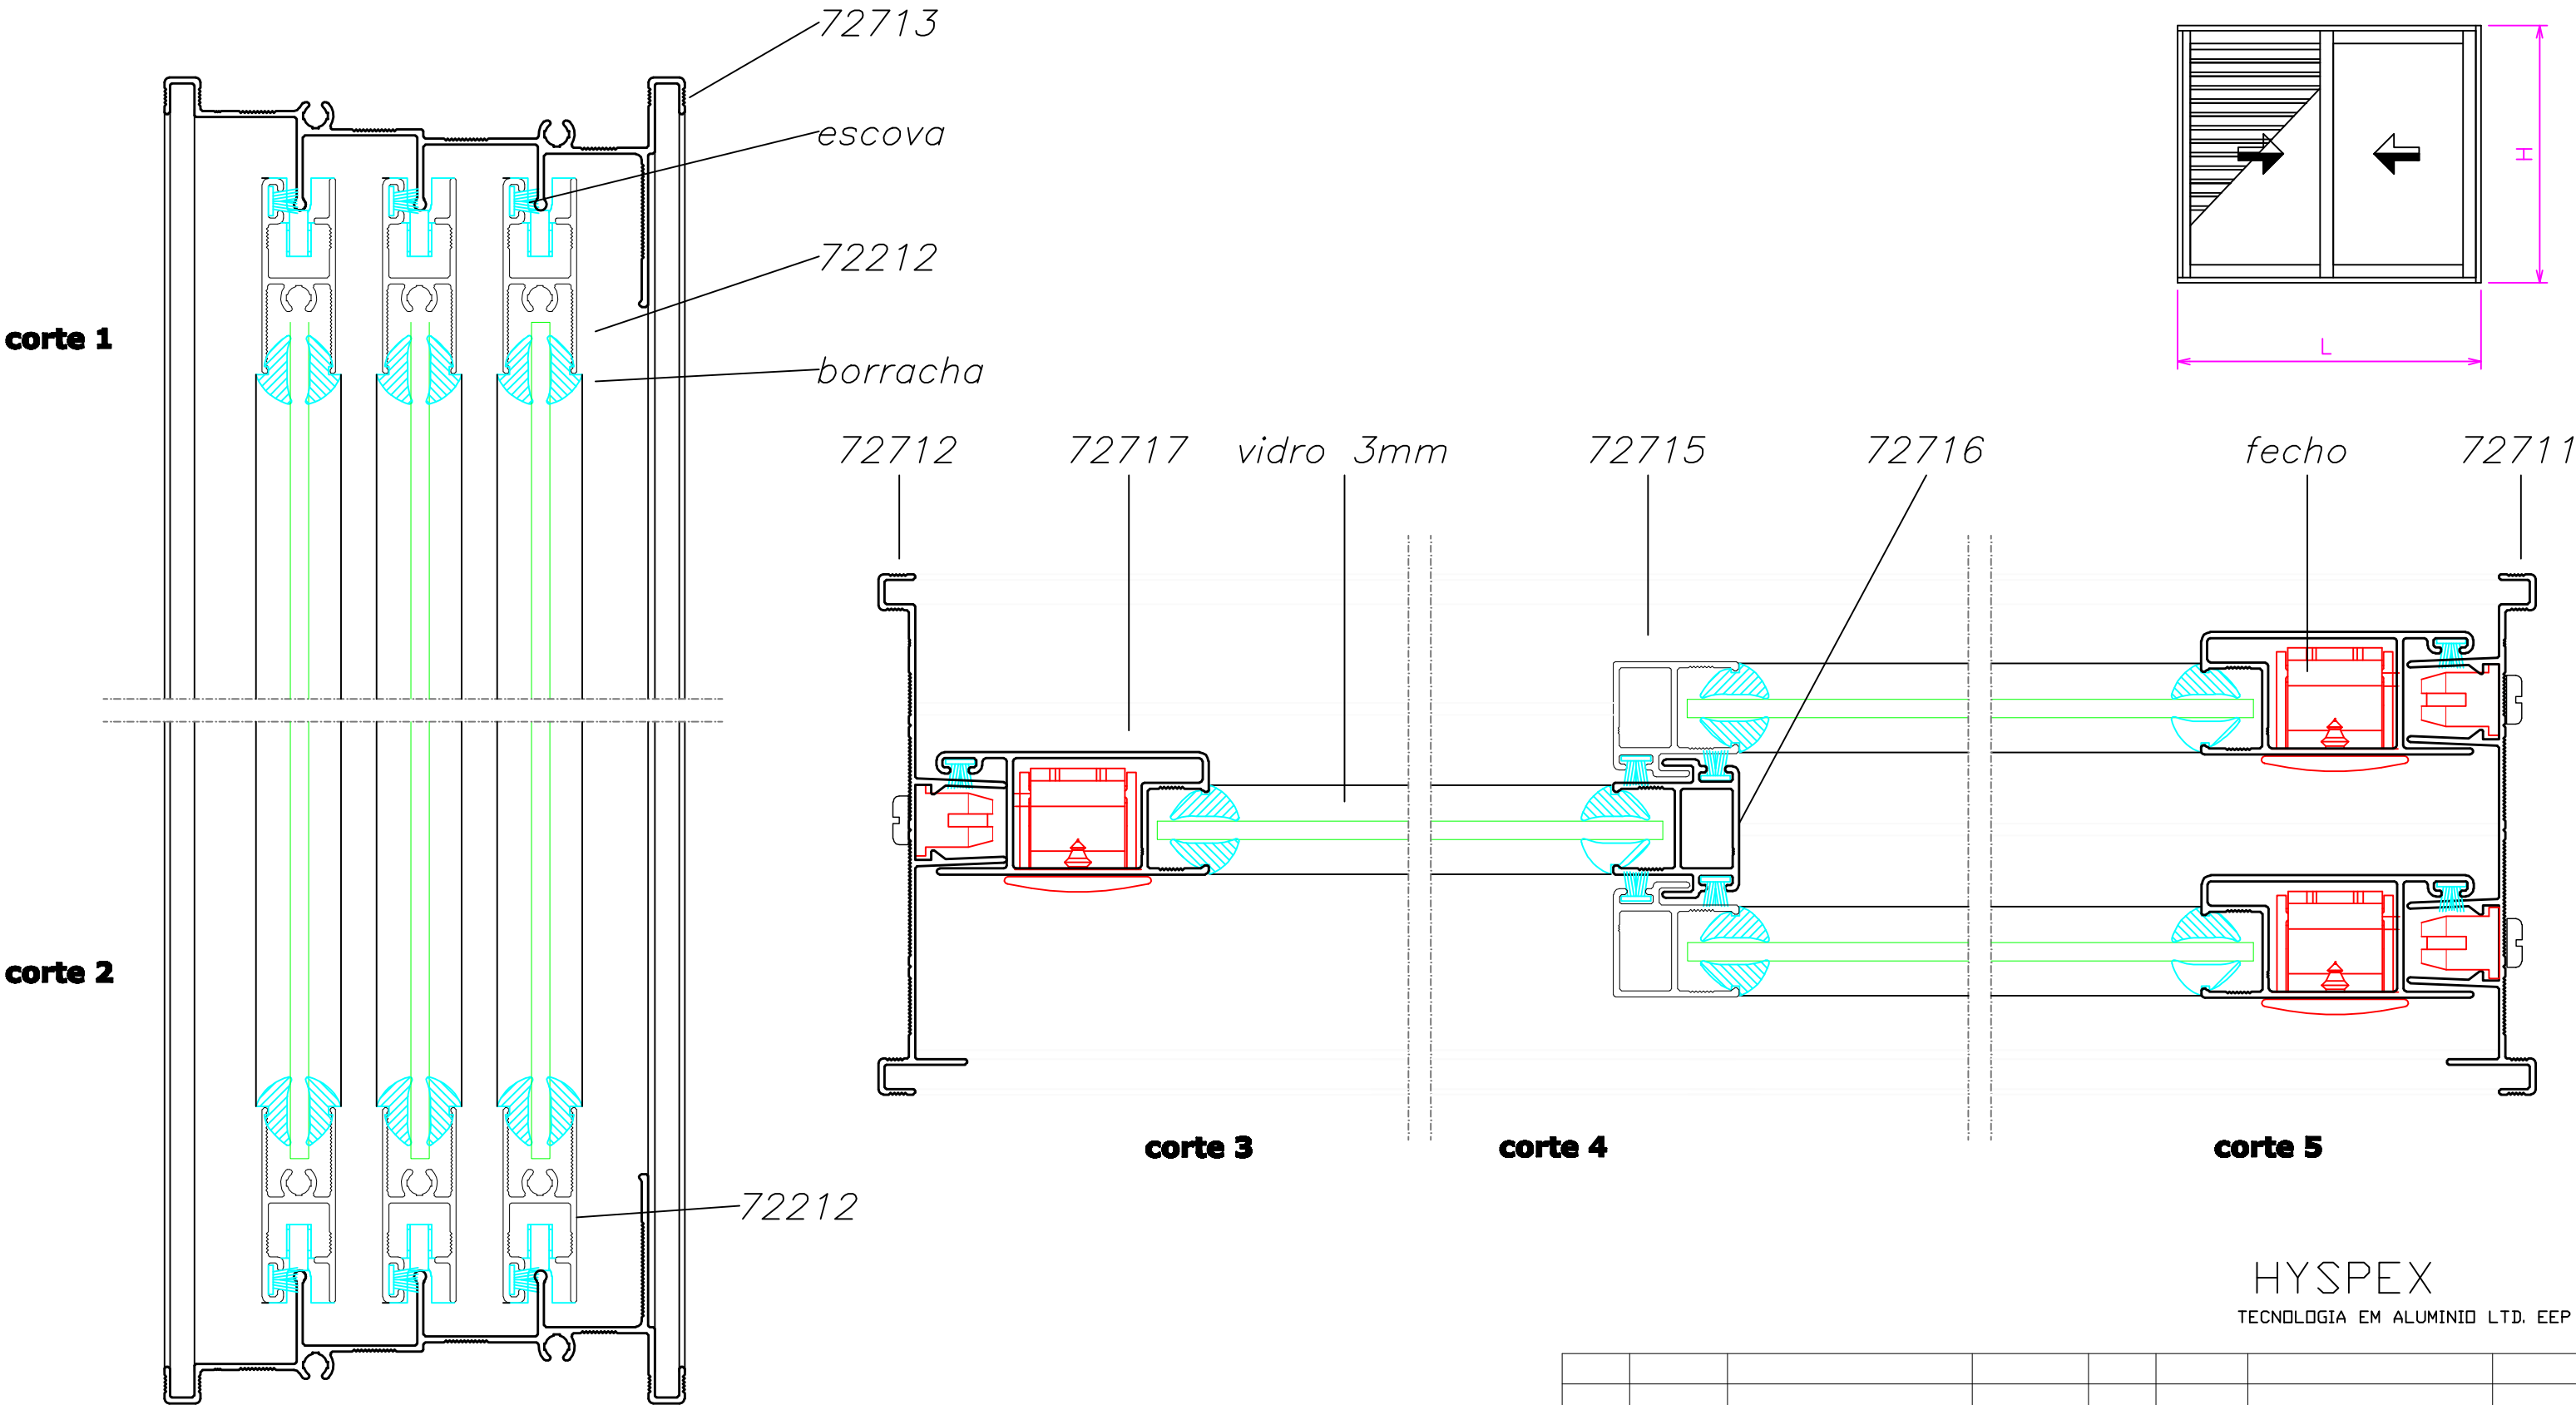 72713
escova
72212
corte 1
borracha
H
L
72712 72717 vidro 3mm 72715 72716 fecho 72711
corte 2
corte 3 corte 4 corte 5
72212
HYSPEX
TECNOLOGIA EM ALUMINIO LTD. EEP